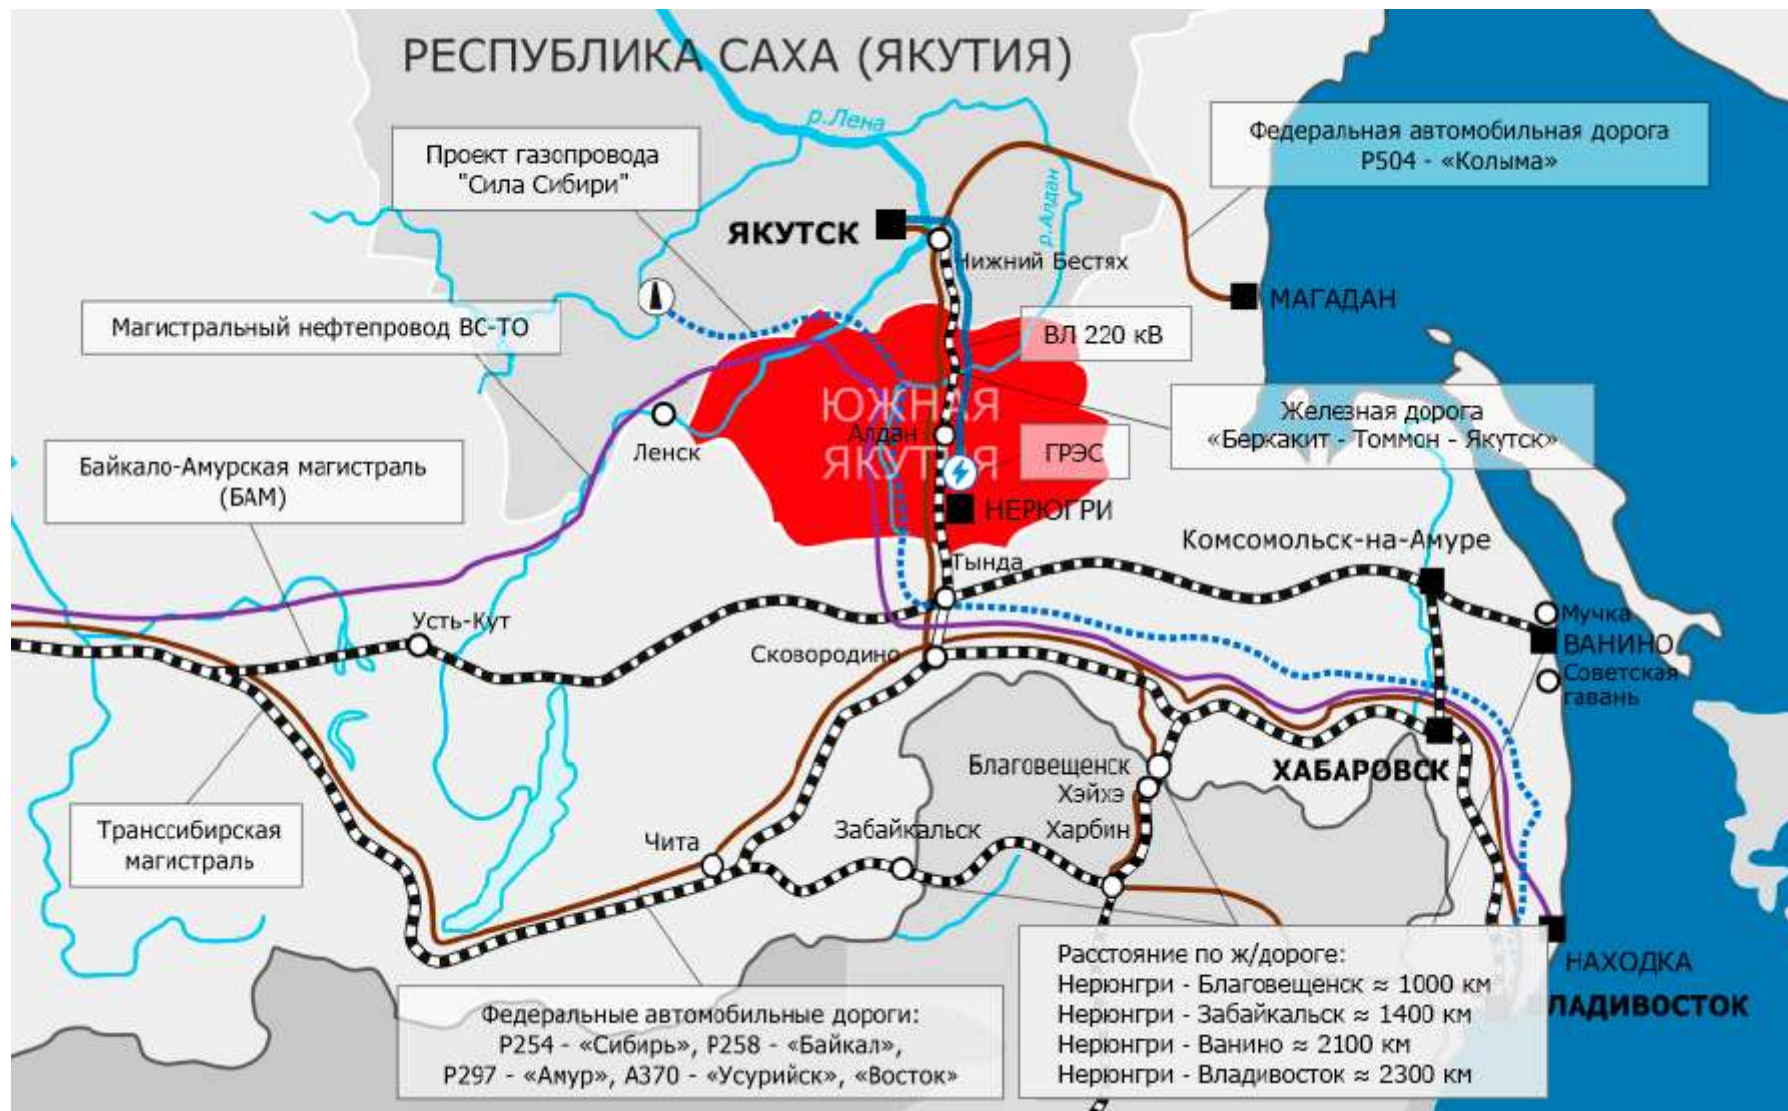 РЕСПУБЛИКА САХА (ЯКУТИЯ)
р.Лена
Федеральная автомобильная дорога
Р504 - «Колыма»
Проект газопровода
"Сила Сибири"
р.Алдан
ЯКУТСК
Нижний Бестях
МАГАДАН
Магистральный нефтепровод ВС-ТО
ВЛ 220 кВ
ЮЖНАЯ
ЯКУТИЯ
Железная дорога
«Беркакит - Томмон - Якутск»
Алдан
Ленск
ГРЭС
Байкало-Амурская магистраль
(БАМ)
НЕРЮГРИ
Комсомольск-на-Амуре
Тында
Усть-Кут
Мучка
ВАНИНО
Советская
гавань
Сковородино
Благовещенск
Хэйхэ
ХАБАРОВСК
Транссибирская
магистраль
Чита
Забайкальск
Харбин
Расстояние по ж/дороге:
Нерюнгри - Благовещенск ≈ 1000 км
Нерюнгри - Забайкальск ≈ 1400 км
Нерюнгри - Ванино ≈ 2100 км
Нерюнгри - Владивосток ≈ 2300 км
НАХОДКА
ВЛАДИВОСТОК
Федеральные автомобильные дороги:
Р254 - «Сибирь», Р258 - «Байкал»,
Р297 - «Амур», А370 - «Усурийск», «Восток»